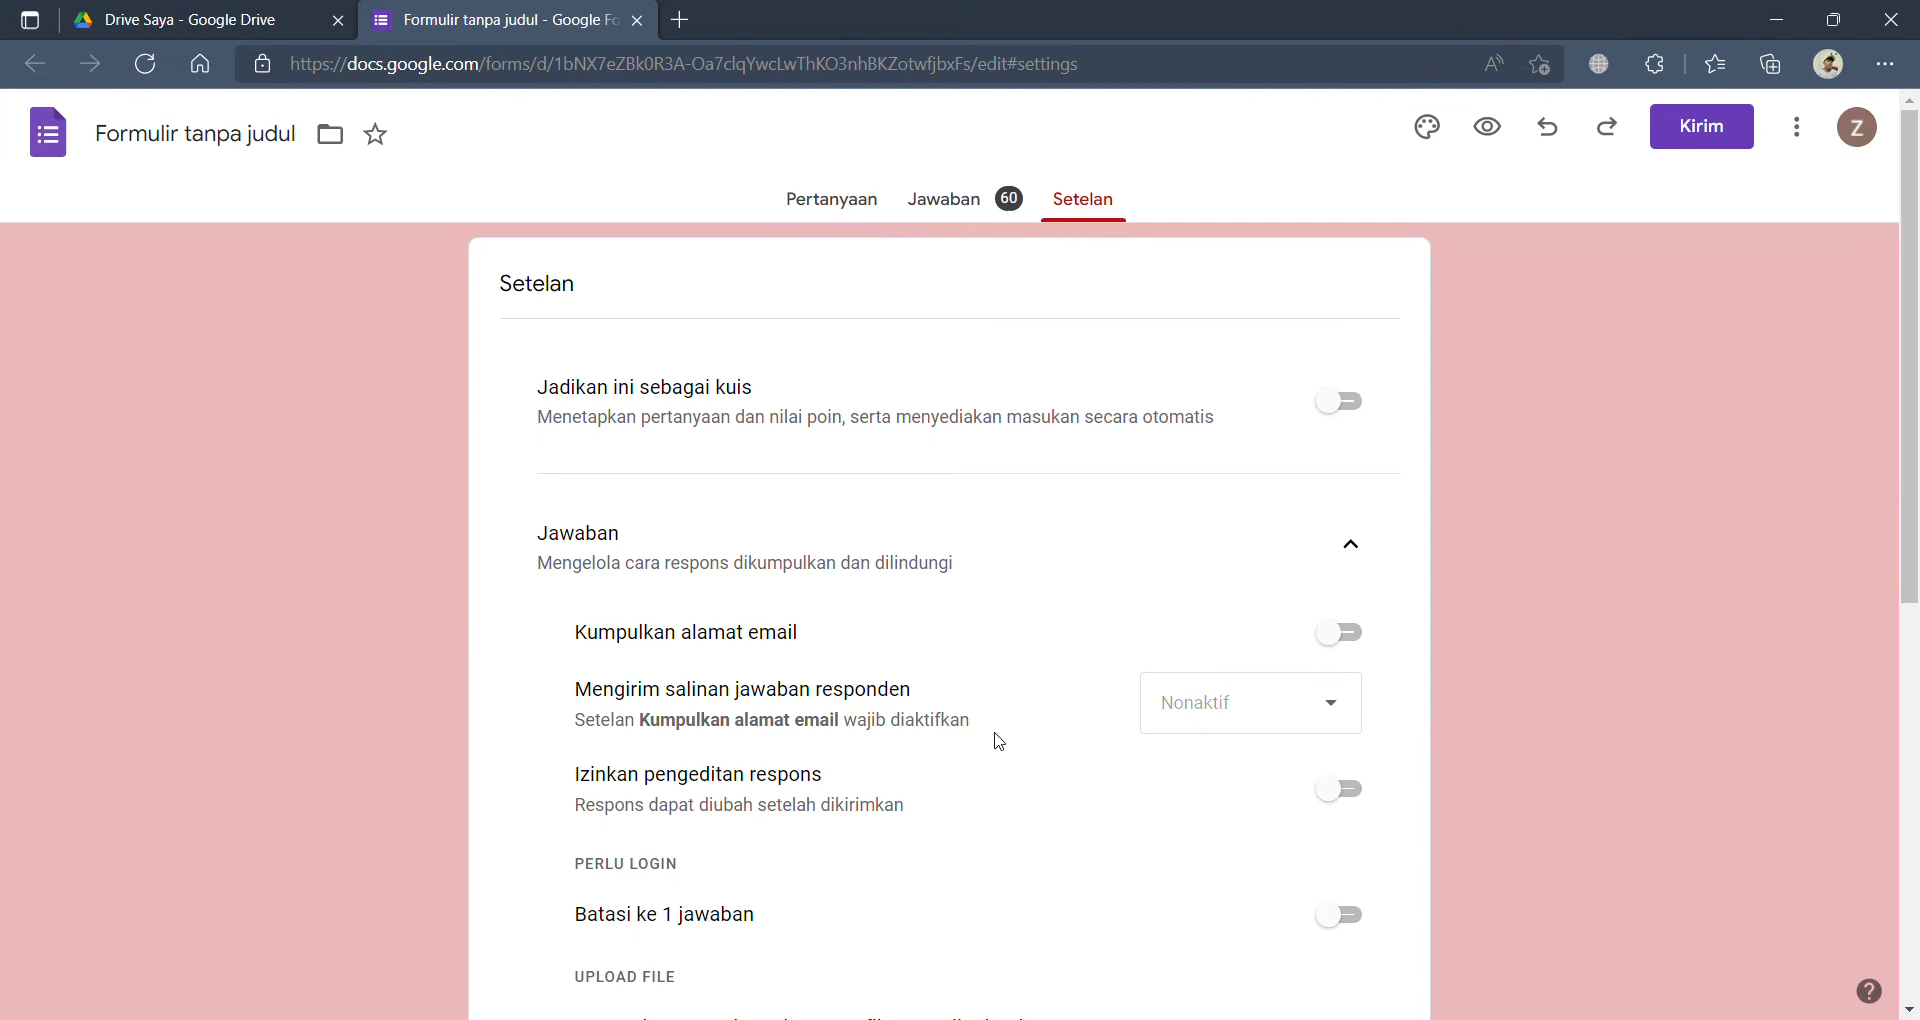 Drive Saya - Google Drive
Formulir tanpa judul - Google Fo
https://docs.google.com/forms/d/1bNX7eZBk0R3A-Oa7clqYwcLwThKO3nhBKZotwfjbxFs/edit#settings
Formulir tanpa judul
Kirim
Z
Pertanyaan Jawaban 60 Setelan
Setelan
Jadikan ini sebagai kuis
Menetapkan pertanyaan dan nilai poin, serta menyediakan masukan secara otomatis
Jawaban
Mengelola cara respons dikumpulkan dan dilindungi
Kumpulkan alamat email
Mengirim salinan jawaban responden
Setelan Kumpulkan alamat email wajib diaktifkan
Nonaktif
Izinkan pengeditan respons
Respons dapat diubah setelah dikirimkan
PERLU LOGIN
Batasi ke 1 jawaban
UPLOAD FILE